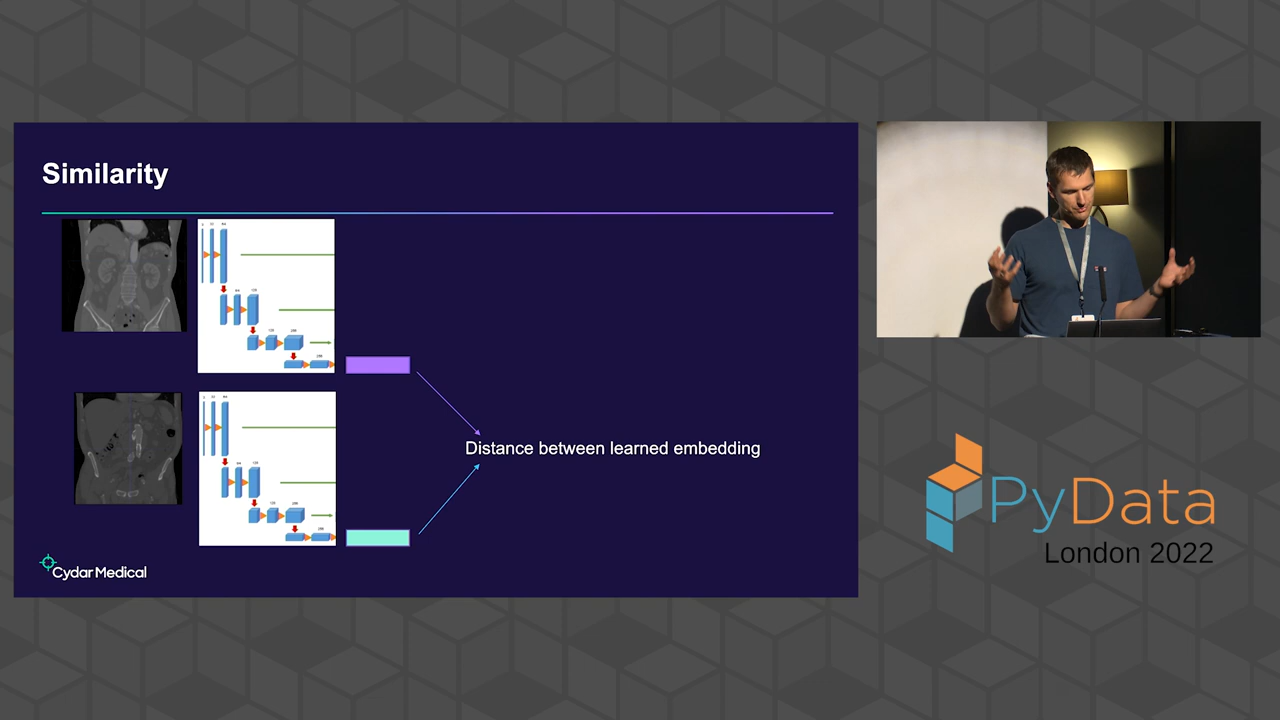 Similarity
Distance between learned embedding
Cydar Medical
PyData
London 2022